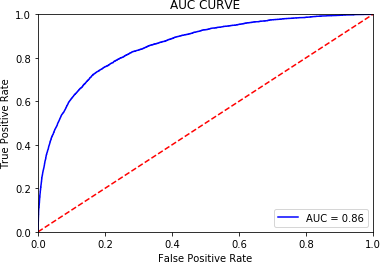 AUC CURVE
1.0
0.8
0.6
0.4
0.2
0.0
True Positive Rate
AUC = 0.86
0.0 0.2 0.4 0.6 0.8 1.0
False Positive Rate